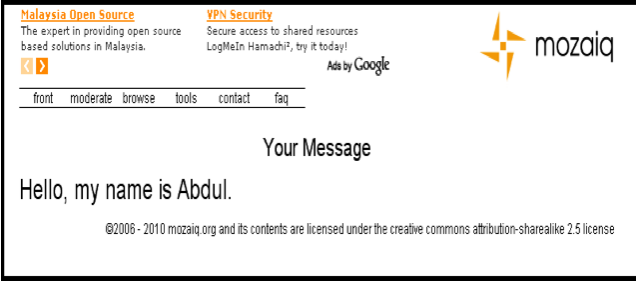 Malaysia Open Source
The expert in providing open source
based solutions in Malaysia.
VPN Security
Secure access to shared resources
LogMeIn Hamachi², try it today!
Ads by Google
mozaiq
front moderate browse tools contact faq
Your Message
Hello, my name is Abdul.
©2006 - 2010 mozaiq.org and its contents are licensed under the creative commons attribution-sharealike 2.5 license